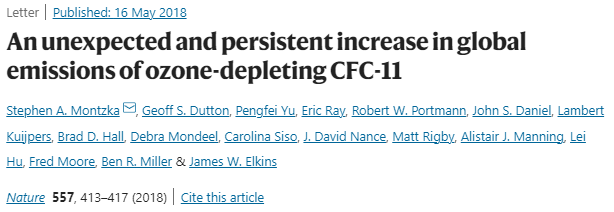 Letter | Published: 16 May 2018
An unexpected and persistent increase in global
emissions of ozone-depleting CFC-11
Stephen A. Montzka, Geoff S. Dutton, Pengfei Yu, Eric Ray, Robert W. Portmann, John S. Daniel, Lambert
Kuijpers, Brad D. Hall, Debra Mondeel, Carolina Siso, J. David Nance, Matt Rigby, Alistair J. Manning, Lei
Hu, Fred Moore, Ben R. Miller & James W. Elkins
Nature 557, 413–417 (2018) | Cite this article